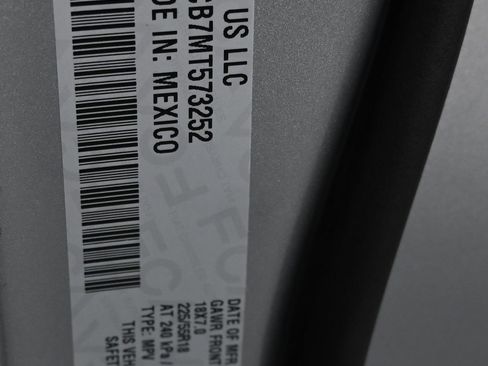 US LLC
CB7MT573252
DE IN: MEXICO
DATE OF MFR
GAWR FRONT
18X7.0
225/55R18
AT 240 kPa /
TYPE: MPV
THIS VEH
SAFET